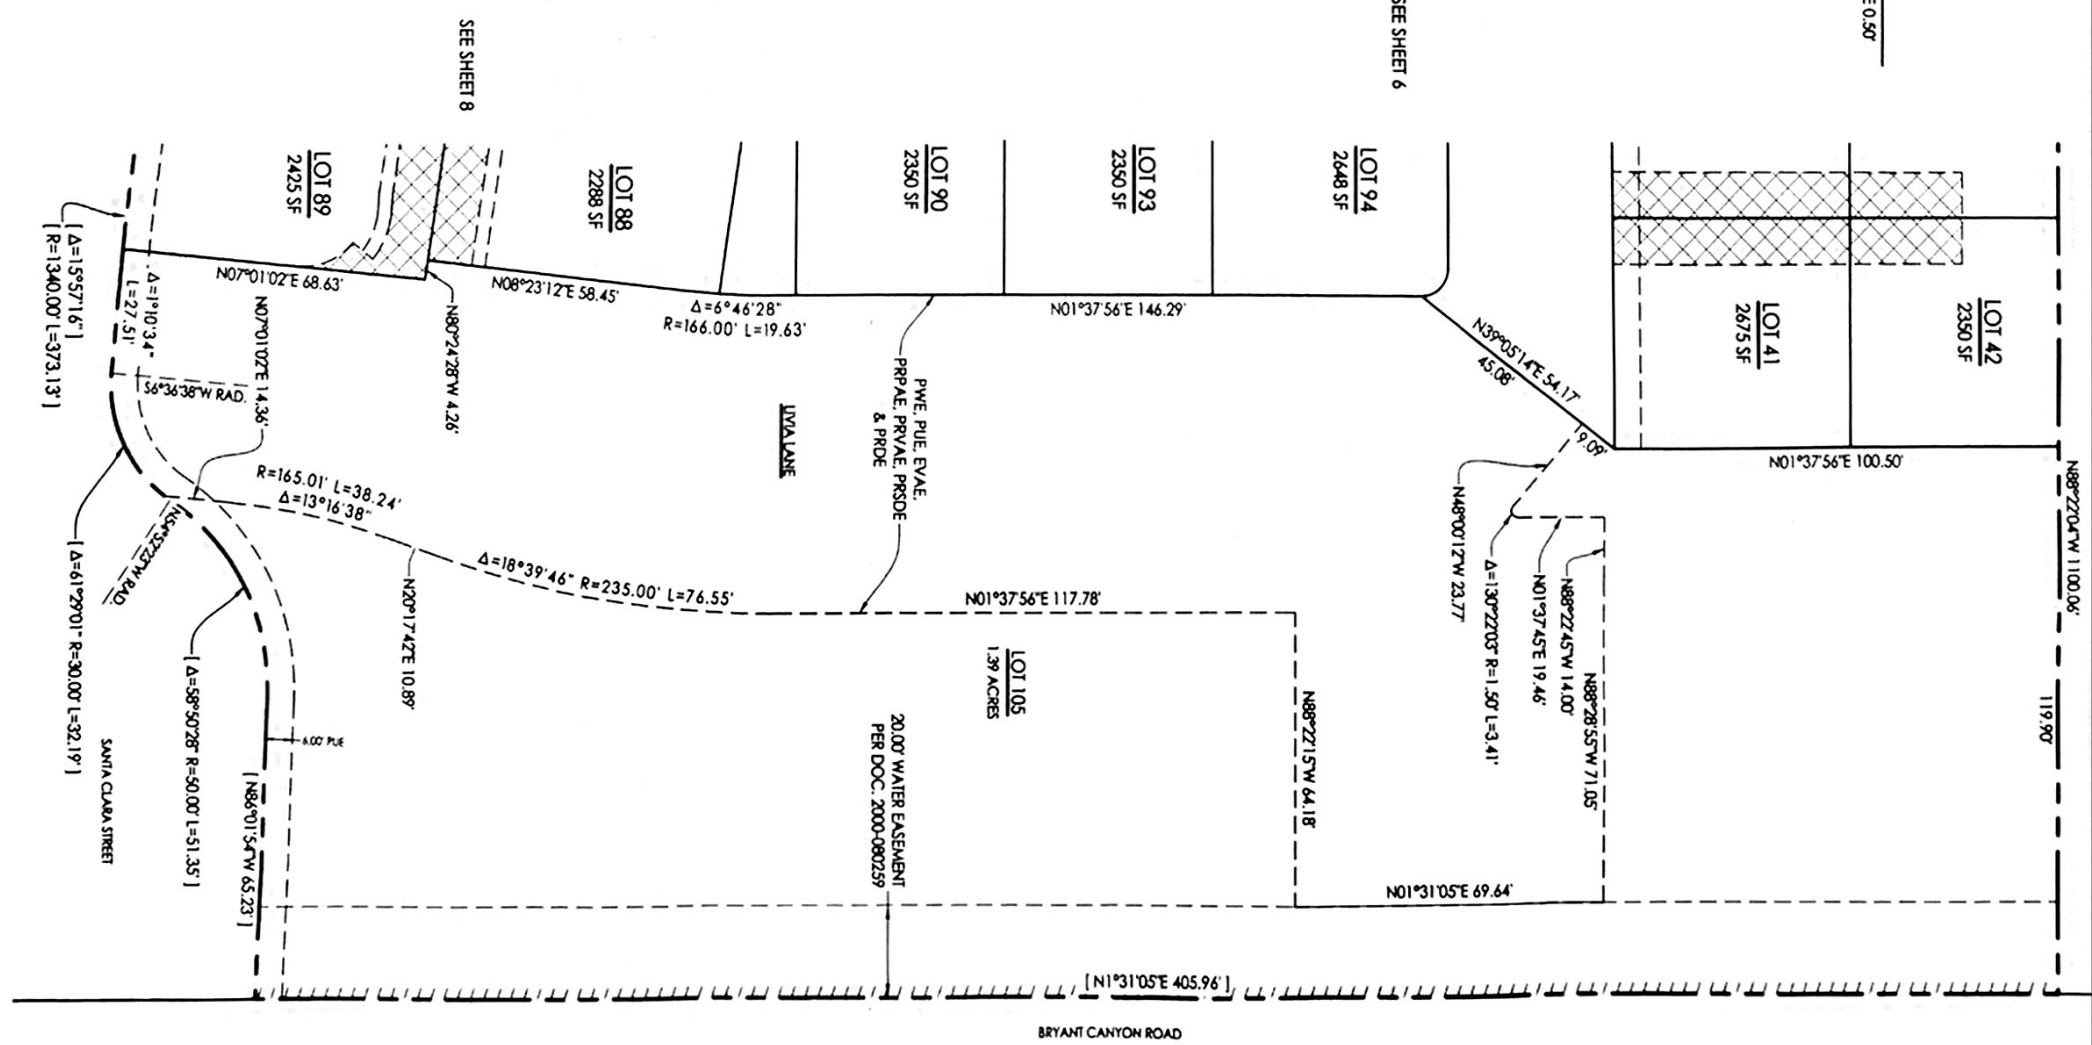 SEE SHEET 8
SEE SHEET 6
E 0.50'
LOT 89
2425 SF
LOT 88
2288 SF
LOT 90
2350 SF
LOT 93
2350 SF
LOT 94
2648 SF
LOT 41
2675 SF
LOT 42
2350 SF
[ Δ=15°57'16" ]
[ R=1340.00' L=373.13' ]
Δ=1°10'34"
L=27.51'
N07°01'02"E 68.63'
N08°23'12"E 58.45'
Δ=6°46'28"
R=166.00' L=19.63'
N01°37'56"E 146.29'
N39°05'14"E 54.17'
45.08'
9.09'
N01°37'56"E 100.50'
N88°22'04"W 1100.06'
119.90'
S6°36'38"W RAD.
N07°01'02"E 14.36'
N80°24'28"W 4.26'
LIVIA LANE
PWE, PUE, EVAE,
PRPAE, PRVAE, PRSDE
& PRDE
R=165.01' L=38.24'
Δ=13°16'38"
N54°52'23"W RAD.
Δ=18°39'46" R=235.00' L=76.55'
N20°17'42"E 10.89'
N01°37'56"E 117.78'
N48°00'12"W 23.77'
Δ=130°22'03" R=1.50' L=3.41'
N01°37'45"E 19.46'
N88°22'45"W 14.00'
N88°28'55"W 71.05'
N88°22'15"W 64.18'
N01°31'05"E 69.64'
LOT 105
1.39 ACRES
20.00' WATER EASEMENT
PER DOC. 2000-080259
[ Δ=61°29'01" R=30.00' L=32.19' ]
[ Δ=58°50'28" R=50.00' L=51.35' ]
6.00' PUE
[ N86°01'54"W 65.23' ]
SANTA CLARA STREET
[ N1°31'05"E 405.96' ]
BRYANT CANYON ROAD